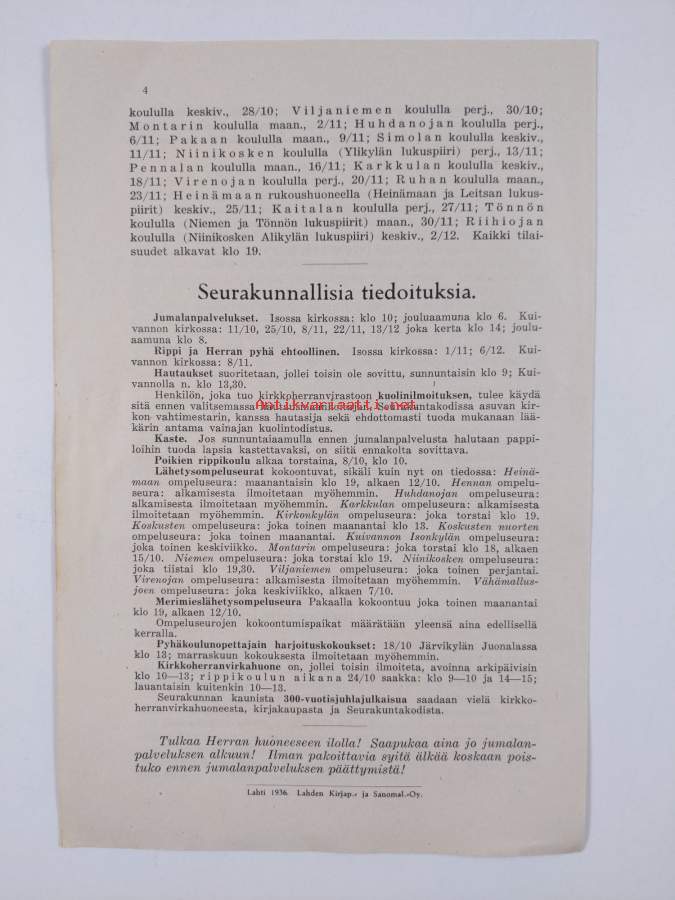 4
koululla keskiv., 28/10; Viljaniemen koululla perj., 30/10;
Montarin koululla maan., 2/11; Huhdanojan koululla perj.,
6/11; Pakaan koululla maan., 9/11; Simolan koululla keskiv.,
11/11; Niinikosken koululla (Ylikylän lukuspiiri) perj., 13/11;
Pennalan koululla maan., 16/11; Karkkulan koululla keskiv.,
18/11; Virenojan koululla perj., 20/11; Ruhan koululla maan.,
23/11; Heinämaan rukoushuoneella (Heinämaan ja Leitsan lukus-
piirit) keskiv., 25/11; Kaitalan koululla perj., 27/11; Tönnön
koululla (Niemen ja Tönnön lukuspiirit) maan., 30/11; Riihiojan
koululla (Niinikosken Alikylän lukuspiiri) keskiv., 2/12. Kaikki tilai-
suudet alkavat klo 19.
Seurakunnallisia tiedoituksia.
Jumalanpalvelukset. Isossa kirkossa: klo 10; jouluaamuna klo 6. Kui-
vannon kirkossa: 11/10, 25/10, 8/11, 22/11, 13/12 joka kerta klo 14; joulu-
aamuna klo 8.
Rippi ja Herran pyhä ehtoollinen. Isossa kirkossa: 1/11; 6/12. Kui-
vannon kirkossa: 8/11.
Hautaukset suoritetaan, jollei toisin ole sovittu, sunnuntaisin klo 9; Kui-
vannolla n. klo 13,30.
Henkilön, joka tuo kirkkoherranvirastoon kuolinilmoituksen, tulee käydä
sitä ennen valitsemassa Seurakuntakodissa asuvan kir-
Antikvariaatti.net
kon vahtimestarin, kanssa hautasija sekä ehdottomasti tuoda mukanaan lää-
kärin antama vainajan kuolintodistus.
Kaste. Jos sunnuntaiaamulla ennen jumalanpalvelusta halutaan pappi-
loihin tuoda lapsia kastettavaksi, on siitä ennakolta sovittava.
Poikien rippikoulu alkaa torstaina, 8/10, klo 10.
Lähetysompeluseurat kokoontuvat, sikäli kuin nyt on tiedossa: Heinä-
maan ompeluseura: maanantaisin klo 19, alkaen 12/10. Hennan ompelu-
seura: alkamisesta ilmoitetaan myöhemmin. Huhdanojan ompeluseura:
alkamisesta ilmoitetaan myöhemmin. Karkkulan ompeluseura: alkamisesta
ilmoitetaan myöhemmin. Kirkonkylän ompeluseura: joka torstai klo 19.
Koskusten ompeluseura: joka toinen maanantai klo 13. Koskusten nuorten
ompeluseura: joka toinen maanantai. Kuivannon Isonkylän ompeluseura:
joka toinen keskiviikko. Montarin ompeluseura: joka torstai klo 18, alkaen
15/10. Niemen ompeluseura: joka torstai klo 19. Niinikosken ompeluseura:
joka tiistai klo 19,30. Viljaniemen ompeluseura: joka toinen perjantai.
Virenojan ompeluseura: alkamisesta ilmoitetaan myöhemmin. Vähämallus-
joen ompeluseura: joka keskiviikko, alkaen 7/10.
Merimieslähetysompeluseura Pakaalla kokoontuu joka toinen maanantai
klo 19, alkaen 12/10.
Ompeluseurojen kokoontumispaikat määrätään yleensä aina edellisellä
kerralla.
Pyhäkoulunopettajain harjoituskokoukset: 18/10 Järvikylän Juonalassa
klo 13; marraskuun kokouksesta ilmoitetaan myöhemmin.
Kirkkoherranvirkahuone on, jollei toisin ilmoiteta, avoinna arkipäivisin
klo 10—13; rippikoulun aikana 24/10 saakka: klo 9—10 ja 14—15;
lauantaisin kuitenkin 10—13.
Seurakunnan kaunista 300-vuotisjuhlajulkaisua saadaan vielä kirkko-
herranvirkahuoneesta, kirjakaupasta ja Seurakuntakodista.
Tulkaa Herran huoneeseen ilolla! Saapukaa aina jo jumalan-
palveluksen alkuun! Ilman pakoittavia syitä älkää koskaan pois-
tuko ennen jumalanpalveluksen päättymistä!
Lahti 1936. Lahden Kirjap.- ja Sanomal.-Oy.